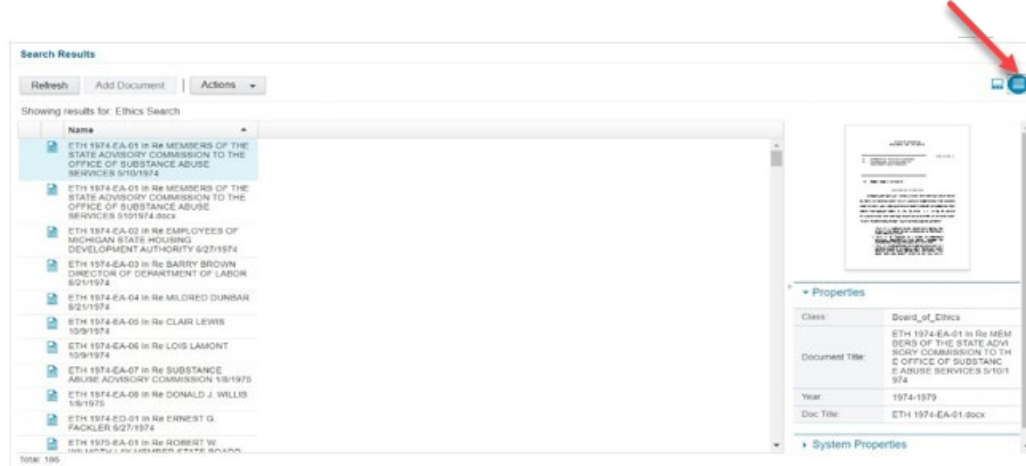 Search Results
Refresh Add Document Actions
Showing results for: Ethics Search
Name
ETH 1974-EA-01 In Re MEMBERS OF THE
STATE ADVISORY COMMISSION TO THE
OFFICE OF SUBSTANCE ABUSE
SERVICES 5/10/1974
ETH 1974-EA-01 In Re MEMBERS OF THE
STATE ADVISORY COMMISSION TO THE
OFFICE OF SUBSTANCE ABUSE
SERVICES 5101974.docx
ETH 1974-EA-02 In Re EMPLOYEES OF
MICHIGAN STATE HOUSING
DEVELOPMENT AUTHORITY 6/27/1974
ETH 1974-EA-03 In Re BARRY BROWN
DIRECTOR OF DEPARTMENT OF LABOR
8/21/1974
ETH 1974-EA-04 In Re MILDRED DUNBAR
8/21/1974
ETH 1974-EA-05 In Re CLAIR LEWIS
10/9/1974
ETH 1974-EA-06 In Re LOIS LAMONT
10/9/1974
ETH 1974-EA-07 In Re SUBSTANCE
ABUSE ADVISORY COMMISSION 1/8/1975
ETH 1974-EA-08 In Re DONALD J. WILLIS
1/8/1975
ETH 1974-ED-01 In Re ERNEST G.
FACKLER 6/27/1974
ETH 1975-EA-01 In Re ROBERT W
WILMOTH LAY MEMBER STATE BOARD
Total: 186
Properties
Class: Board_of_Ethics
Document Title: ETH 1974-EA-01 In Re MEM
BERS OF THE STATE ADVI
SORY COMMISSION TO TH
E OFFICE OF SUBSTANC
E ABUSE SERVICES 5/10/1
974
Year: 1974-1979
Doc Title: ETH 1974-EA-01.docx
System Properties